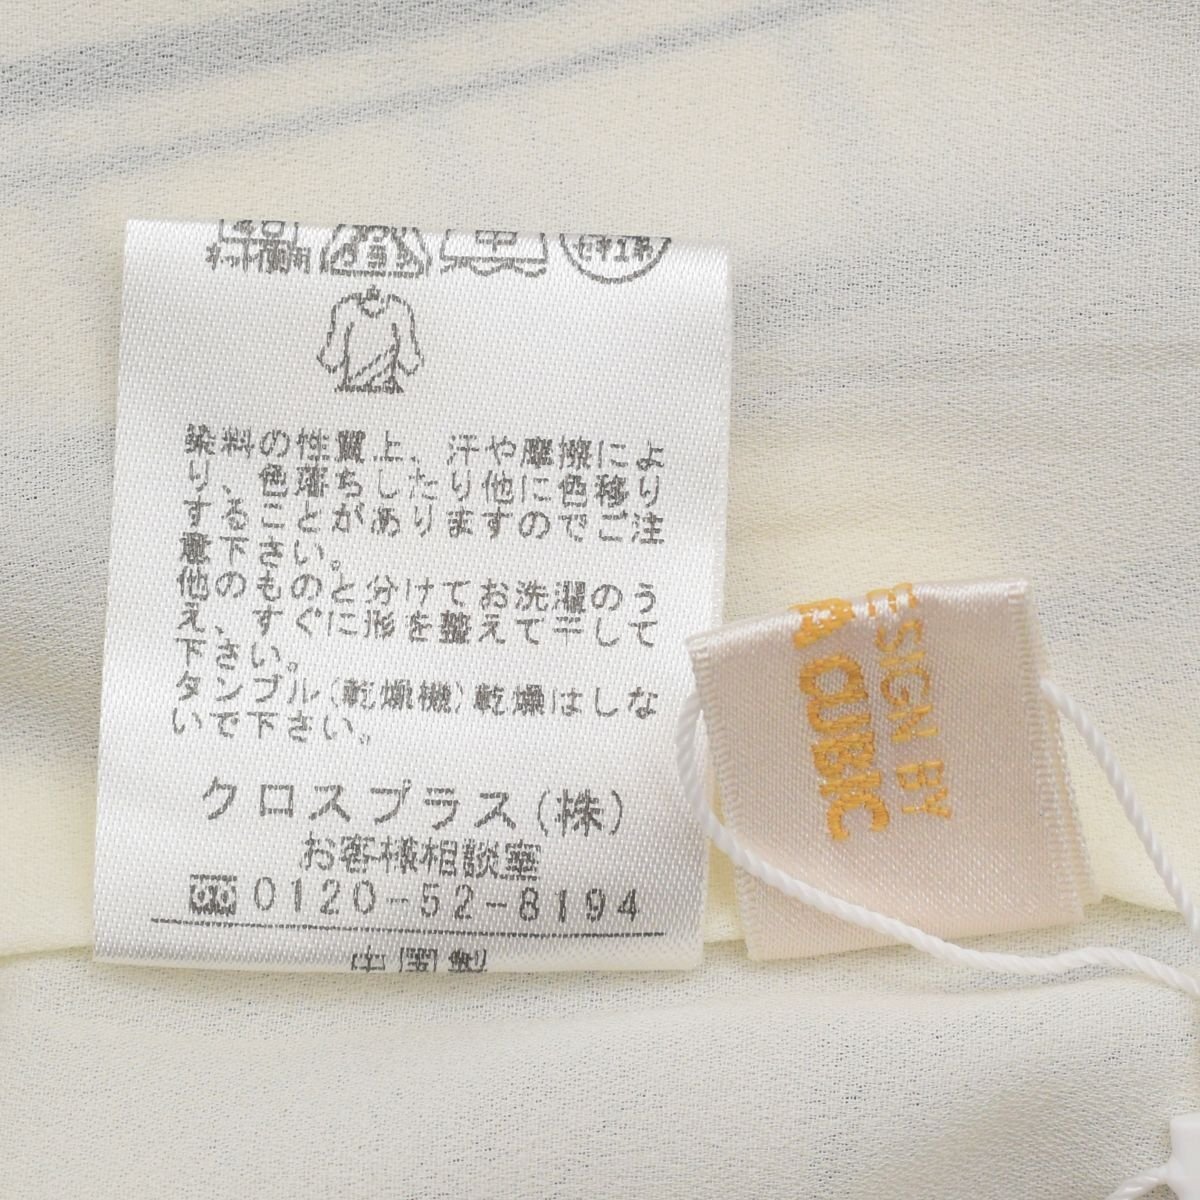 染料の性質上、汗や摩擦によ
り、色落ちしたり他に色移り
することがありますのでご注
意下さい。
他のものと分けてお洗濯のう
え、すぐに形を整えて干して
下さい。
タンブル(乾燥機)乾燥はしな
いで下さい。
クロスプラス(株)
お客様相談室
0120-52-8194
中国製
SIGN BY
A CUBIC